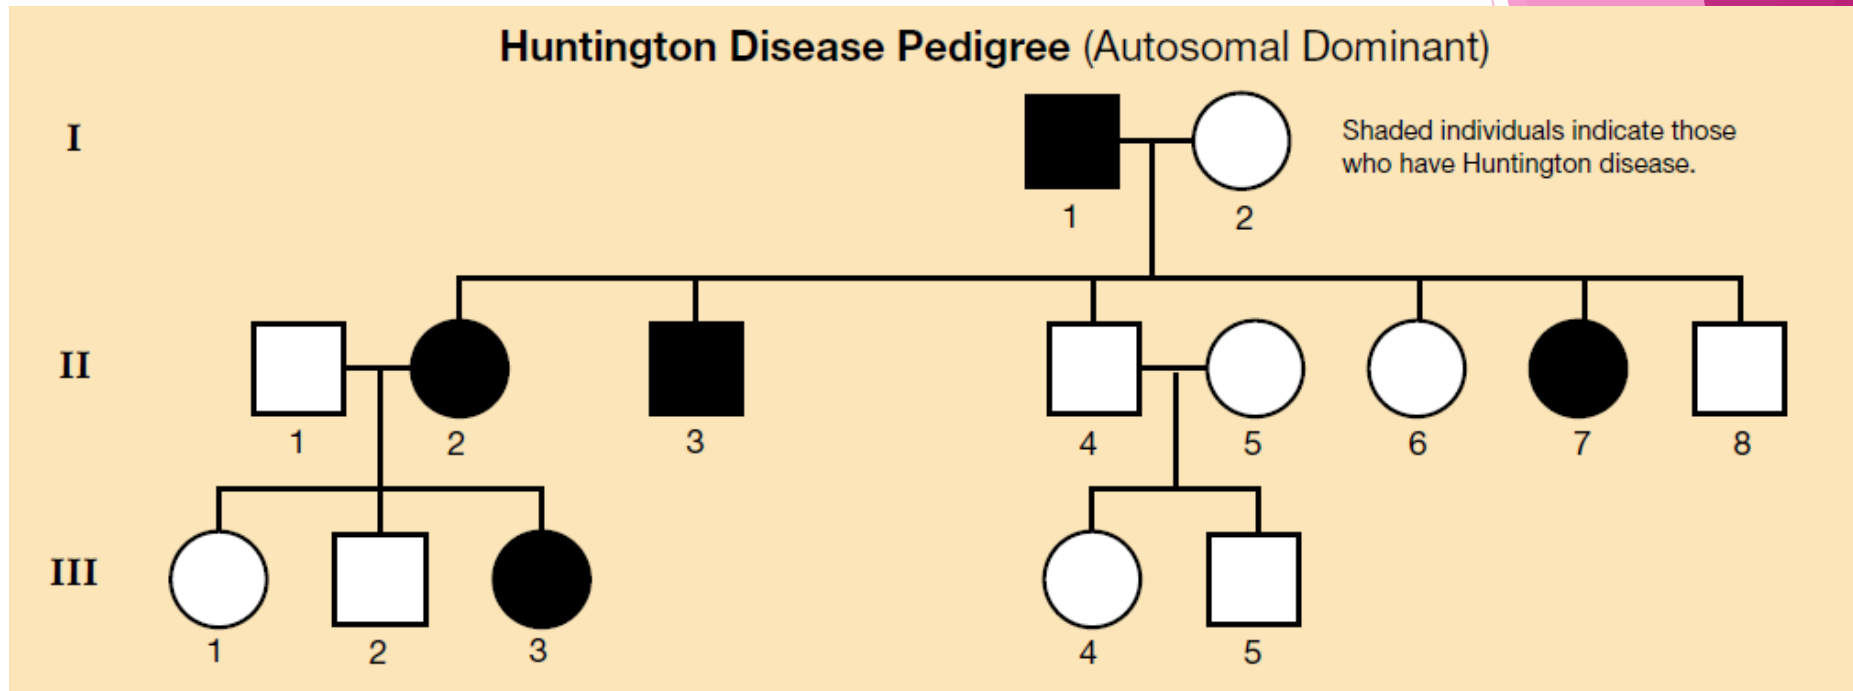 Huntington Disease Pedigree (Autosomal Dominant)
I
Shaded individuals indicate those
who have Huntington disease.
1 2
II
1 2 3 4 5 6 7 8
III
1 2 3 4 5